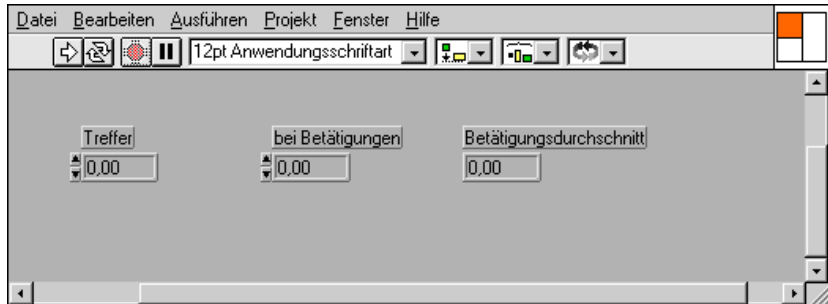 Datei Bearbeiten Ausführen Projekt Fenster Hilfe
12pt Anwendungsschriftart
Treffer bei Betätigungen Betätigungsdurchschnitt
0,00 0,00 0,00